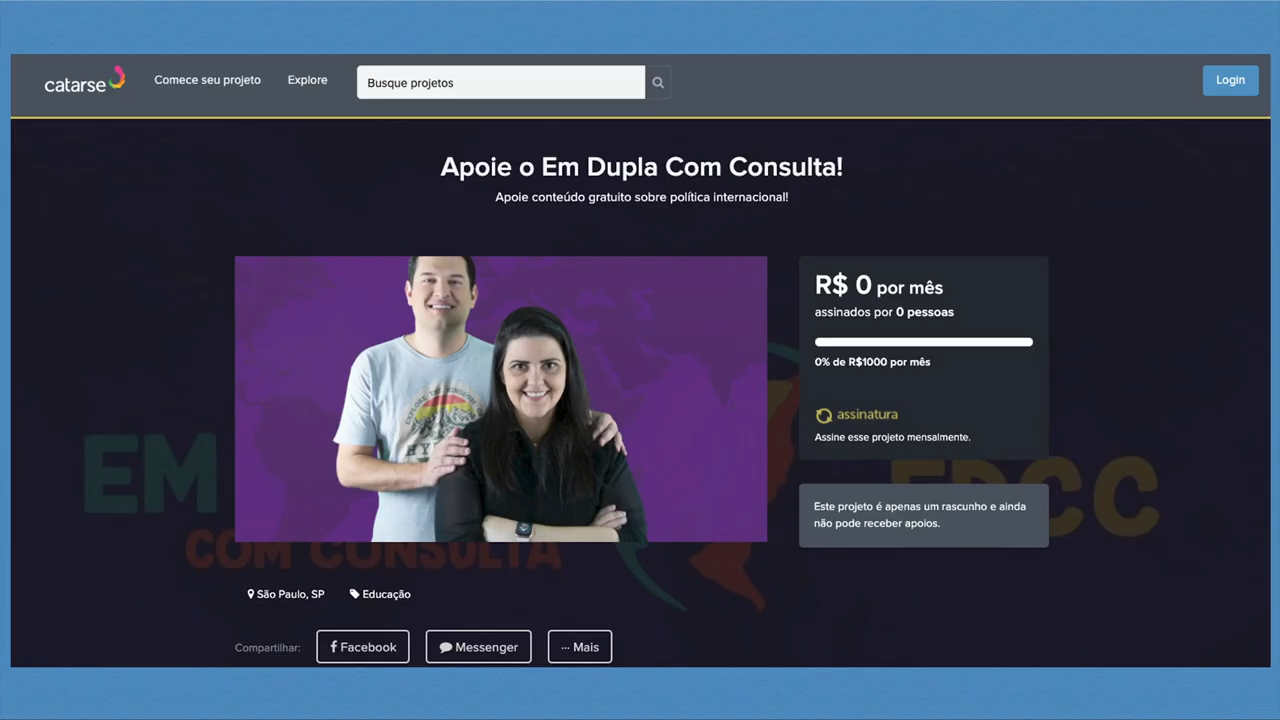 catarse
Comece seu projeto
Explore
Busque projetos
Login
Apoie o Em Dupla Com Consulta!
Apoie conteúdo gratuito sobre política internacional!
R$ 0 por mês
assinados por 0 pessoas
0% de R$1000 por mês
assinatura
Assine esse projeto mensalmente.
Este projeto é apenas um rascunho e ainda
não pode receber apoios.
EM
COM CONSULTA
EDCC
São Paulo, SP
Educação
Compartilhar:
Facebook
Messenger
··· Mais